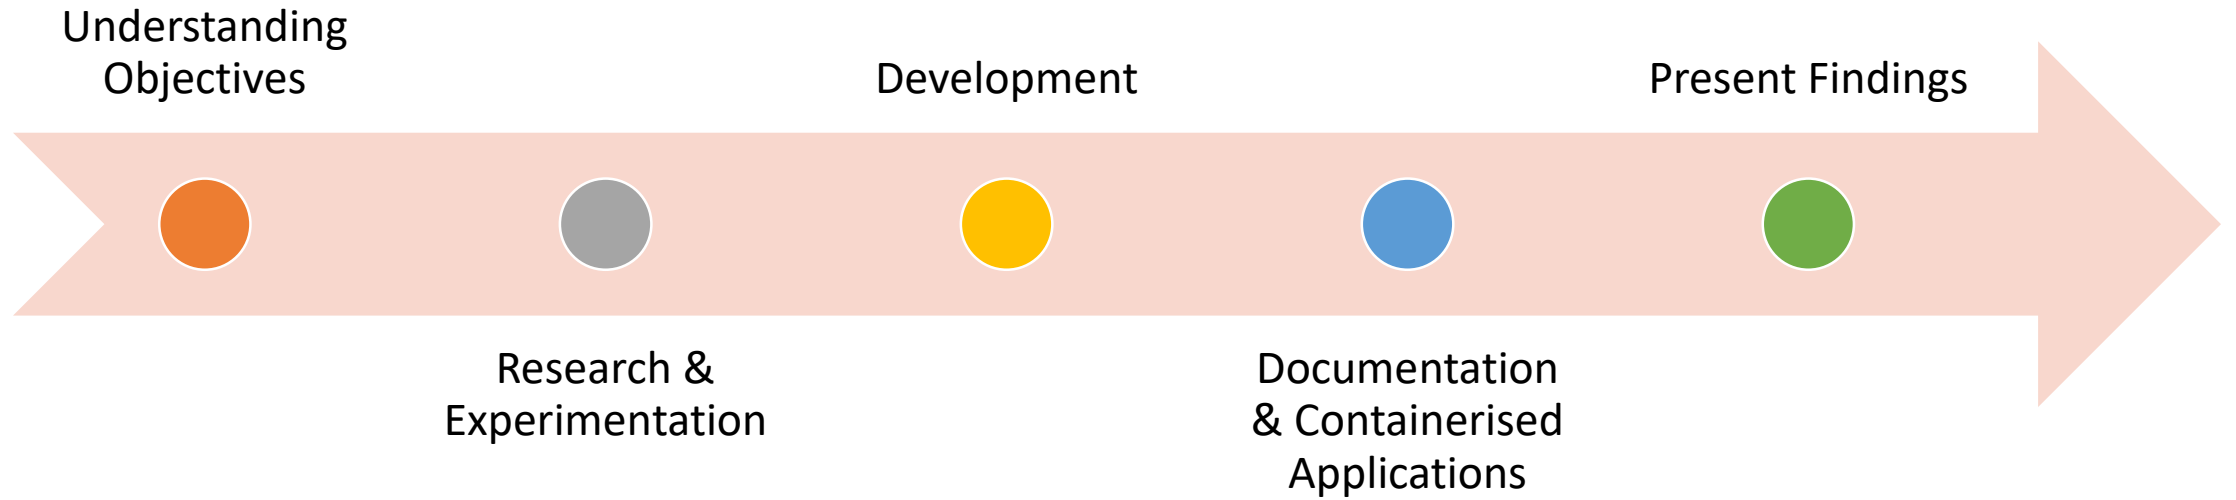 Understanding
Objectives
Research &
Experimentation
Development
Documentation
& Containerised
Applications
Present Findings